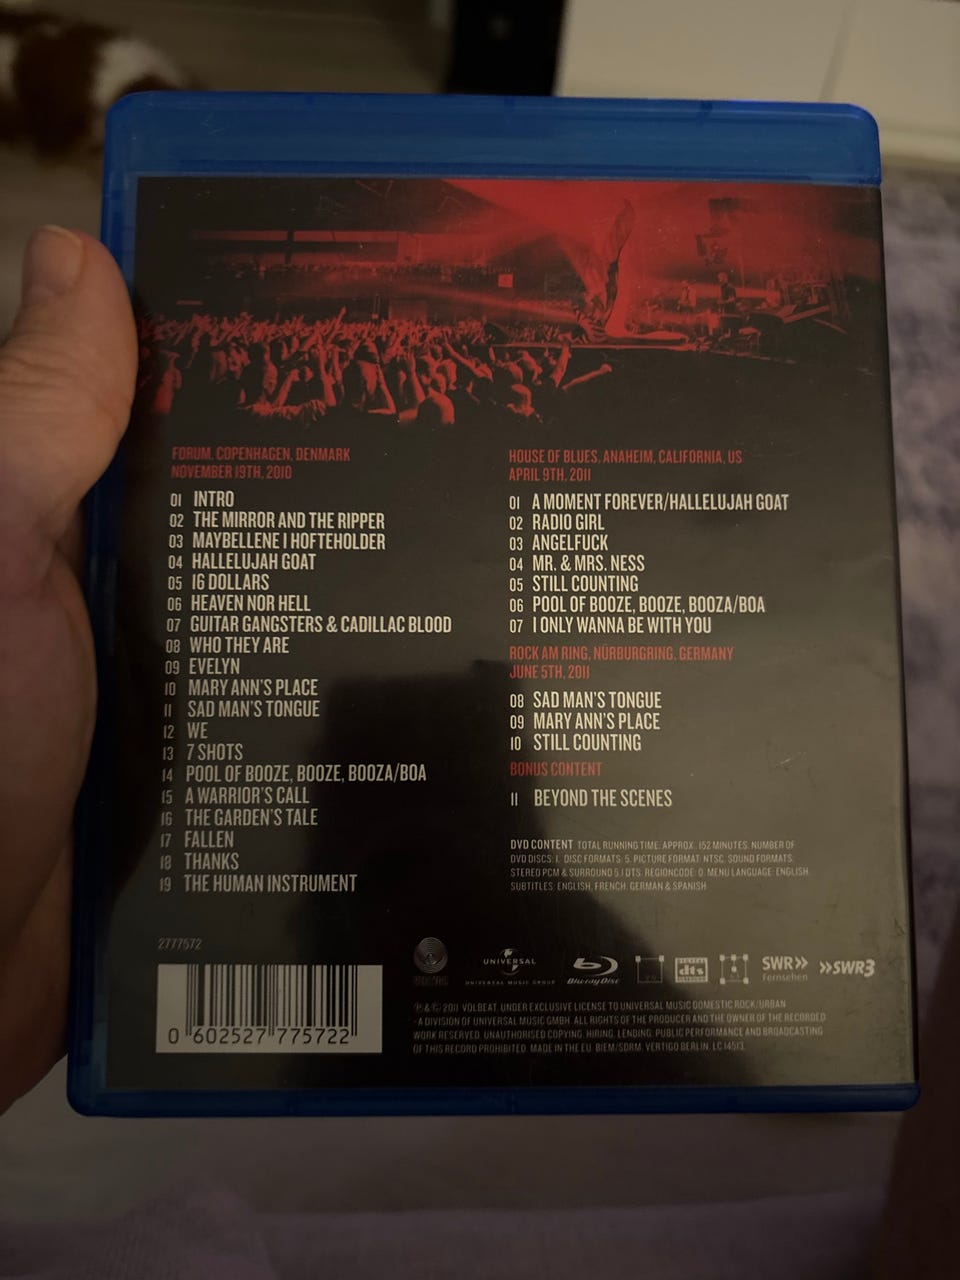 FORUM, COPENHAGEN, DENMARK
NOVEMBER 19TH, 2010
01 INTRO
02 THE MIRROR AND THE RIPPER
03 MAYBELLENE I HOFTEHOLDER
04 HALLELUJAH GOAT
05 16 DOLLARS
06 HEAVEN NOR HELL
07 GUITAR GANGSTERS & CADILLAC BLOOD
08 WHO THEY ARE
09 EVELYN
10 MARY ANN'S PLACE
11 SAD MAN'S TONGUE
12 WE
13 7 SHOTS
14 POOL OF BOOZE, BOOZE, BOOZA/BOA
15 A WARRIOR'S CALL
16 THE GARDEN'S TALE
17 FALLEN
18 THANKS
19 THE HUMAN INSTRUMENT
HOUSE OF BLUES, ANAHEIM, CALIFORNIA, US
APRIL 9TH, 2011
01 A MOMENT FOREVER/HALLELUJAH GOAT
02 RADIO GIRL
03 ANGELFUCK
04 MR. & MRS. NESS
05 STILL COUNTING
06 POOL OF BOOZE, BOOZE, BOOZA/BOA
07 I ONLY WANNA BE WITH YOU
ROCK AM RING, NÜRBURGRING, GERMANY
JUNE 5TH, 2011
08 SAD MAN'S TONGUE
09 MARY ANN'S PLACE
10 STILL COUNTING
BONUS CONTENT
11 BEYOND THE SCENES
DVD CONTENT TOTAL RUNNING TIME: APPROX. 152 MINUTES. NUMBER OF
DVD DISCS: 1. DISC FORMATS: 5. PICTURE FORMAT: NTSC. SOUND FORMATS:
STEREO PCM & SURROUND 5.1 DTS. REGIONCODE: 0. MENU LANGUAGE: ENGLISH.
SUBTITLES: ENGLISH, FRENCH, GERMAN & SPANISH
2777572
0 602527 775722
UNIVERSAL
UNIVERSAL MUSIC GROUP
Blu-ray Disc
DIGITAL dts SURROUND
SWR»
Fernsehen
»SWR3
℗ & © 2011 VOLBEAT. UNDER EXCLUSIVE LICENSE TO UNIVERSAL MUSIC DOMESTIC ROCK/URBAN
- A DIVISION OF UNIVERSAL MUSIC GMBH. ALL RIGHTS OF THE PRODUCER AND THE OWNER OF THE RECORDED
WORK RESERVED. UNAUTHORISED COPYING, HIRING, LENDING, PUBLIC PERFORMANCE AND BROADCASTING
OF THIS RECORD PROHIBITED. MADE IN THE EU. BIEM/SDRM. VERTIGO BERLIN. LC 14513.